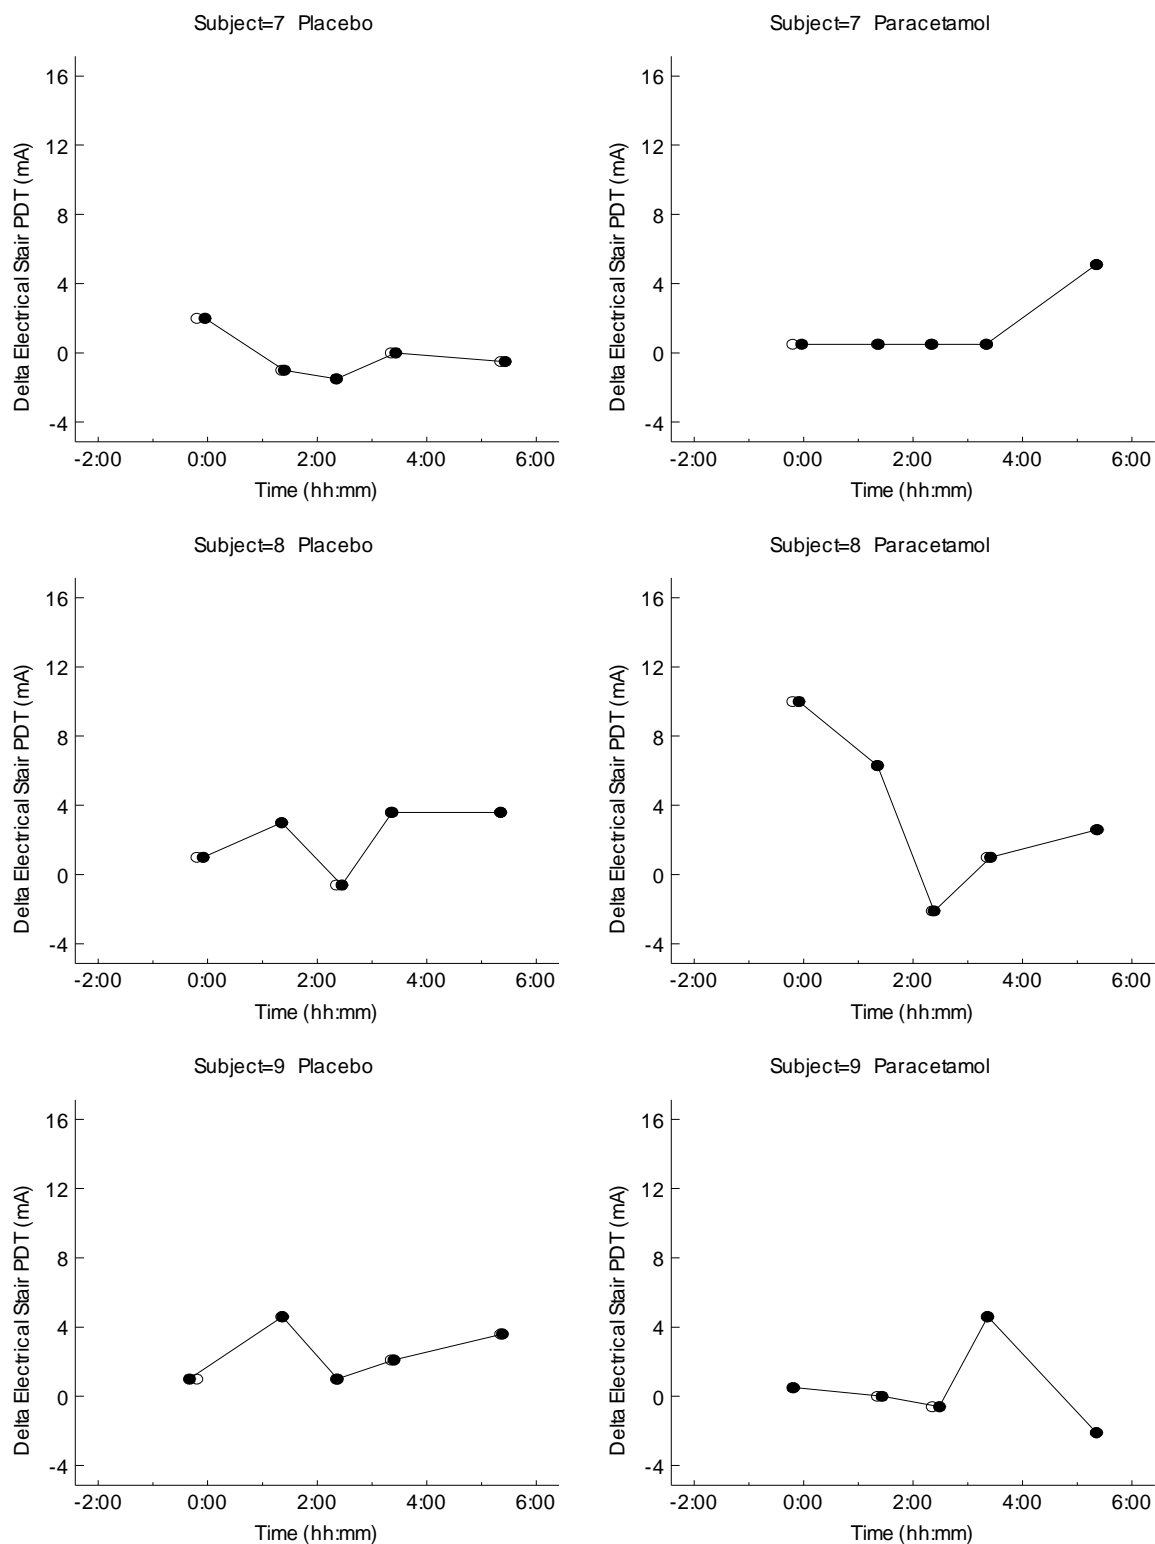 Subject=7 Placebo
16
12
8
4
0
-4
Delta Electrical Stair PDT (mA)
-2:00 0:00 2:00 4:00 6:00
Time (hh:mm)
Subject=7 Paracetamol
16
12
8
4
0
-4
Delta Electrical Stair PDT (mA)
-2:00 0:00 2:00 4:00 6:00
Time (hh:mm)
Subject=8 Placebo
16
12
8
4
0
-4
Delta Electrical Stair PDT (mA)
-2:00 0:00 2:00 4:00 6:00
Time (hh:mm)
Subject=8 Paracetamol
16
12
8
4
0
-4
Delta Electrical Stair PDT (mA)
-2:00 0:00 2:00 4:00 6:00
Time (hh:mm)
Subject=9 Placebo
16
12
8
4
0
-4
Delta Electrical Stair PDT (mA)
-2:00 0:00 2:00 4:00 6:00
Time (hh:mm)
Subject=9 Paracetamol
16
12
8
4
0
-4
Delta Electrical Stair PDT (mA)
-2:00 0:00 2:00 4:00 6:00
Time (hh:mm)